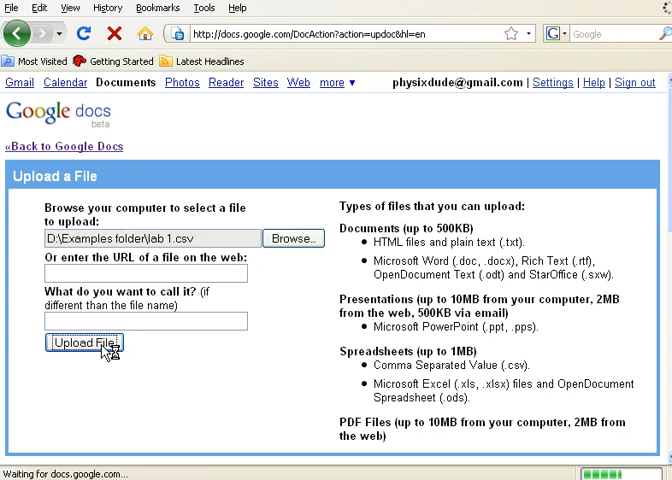 File Edit View History Bookmarks Tools Help
http://docs.google.com/DocAction?action=updoc&hl=en
Google
Most Visited Getting Started Latest Headlines
Gmail Calendar Documents Photos Reader Sites Web more ▼ physixdude@gmail.com | Settings | Help | Sign out
Google docs
beta
«Back to Google Docs
Upload a File
Browse your computer to select a file
to upload:
D:\Examples folder\lab 1.csv Browse...
Or enter the URL of a file on the web:
What do you want to call it? (if
different than the file name)
Upload File
Types of files that you can upload:
Documents (up to 500KB)
• HTML files and plain text (.txt).
• Microsoft Word (.doc, .docx), Rich Text (.rtf),
OpenDocument Text (.odt) and StarOffice (.sxw).
Presentations (up to 10MB from your computer, 2MB
from the web, 500KB via email)
• Microsoft PowerPoint (.ppt, .pps).
Spreadsheets (up to 1MB)
• Comma Separated Value (.csv).
• Microsoft Excel (.xls, .xlsx) files and OpenDocument
Spreadsheet (.ods).
PDF Files (up to 10MB from your computer, 2MB from
the web)
Waiting for docs.google.com...